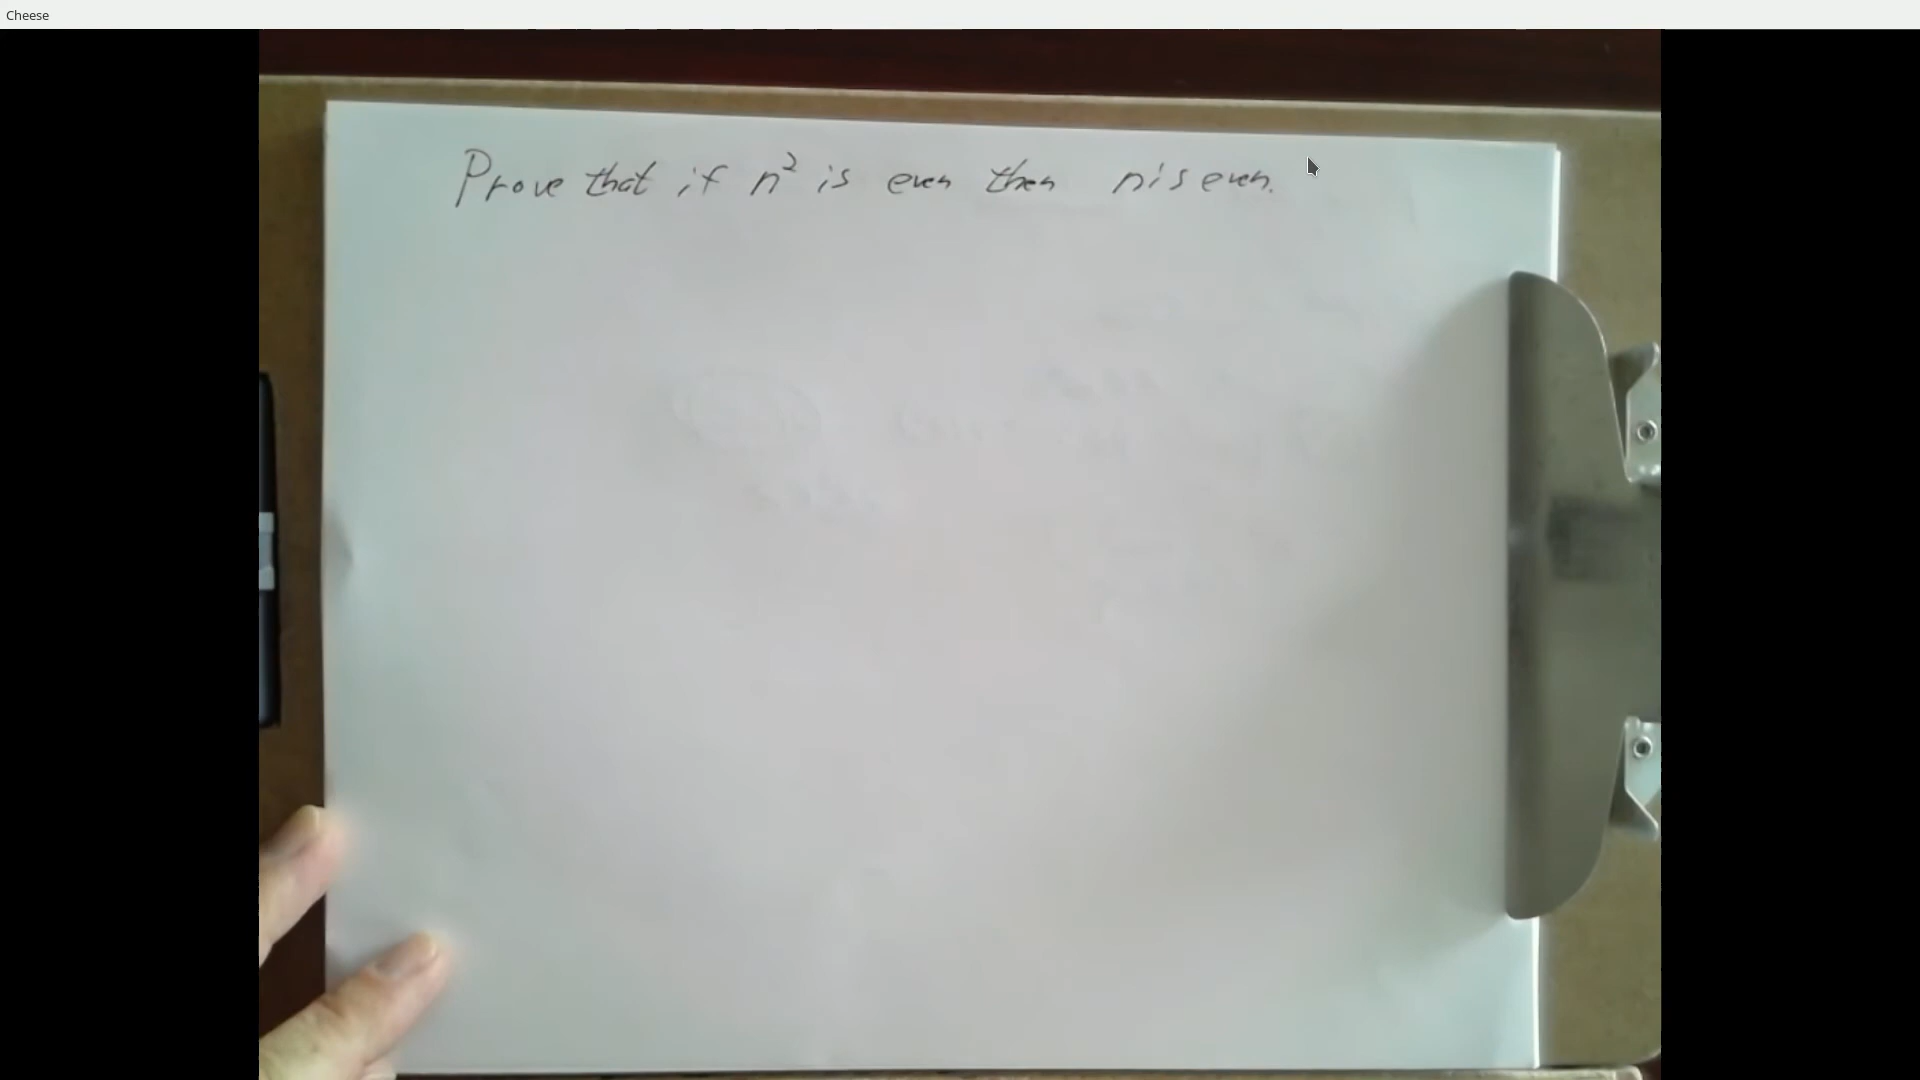 Cheese
Prove that if n² is even then n is even.